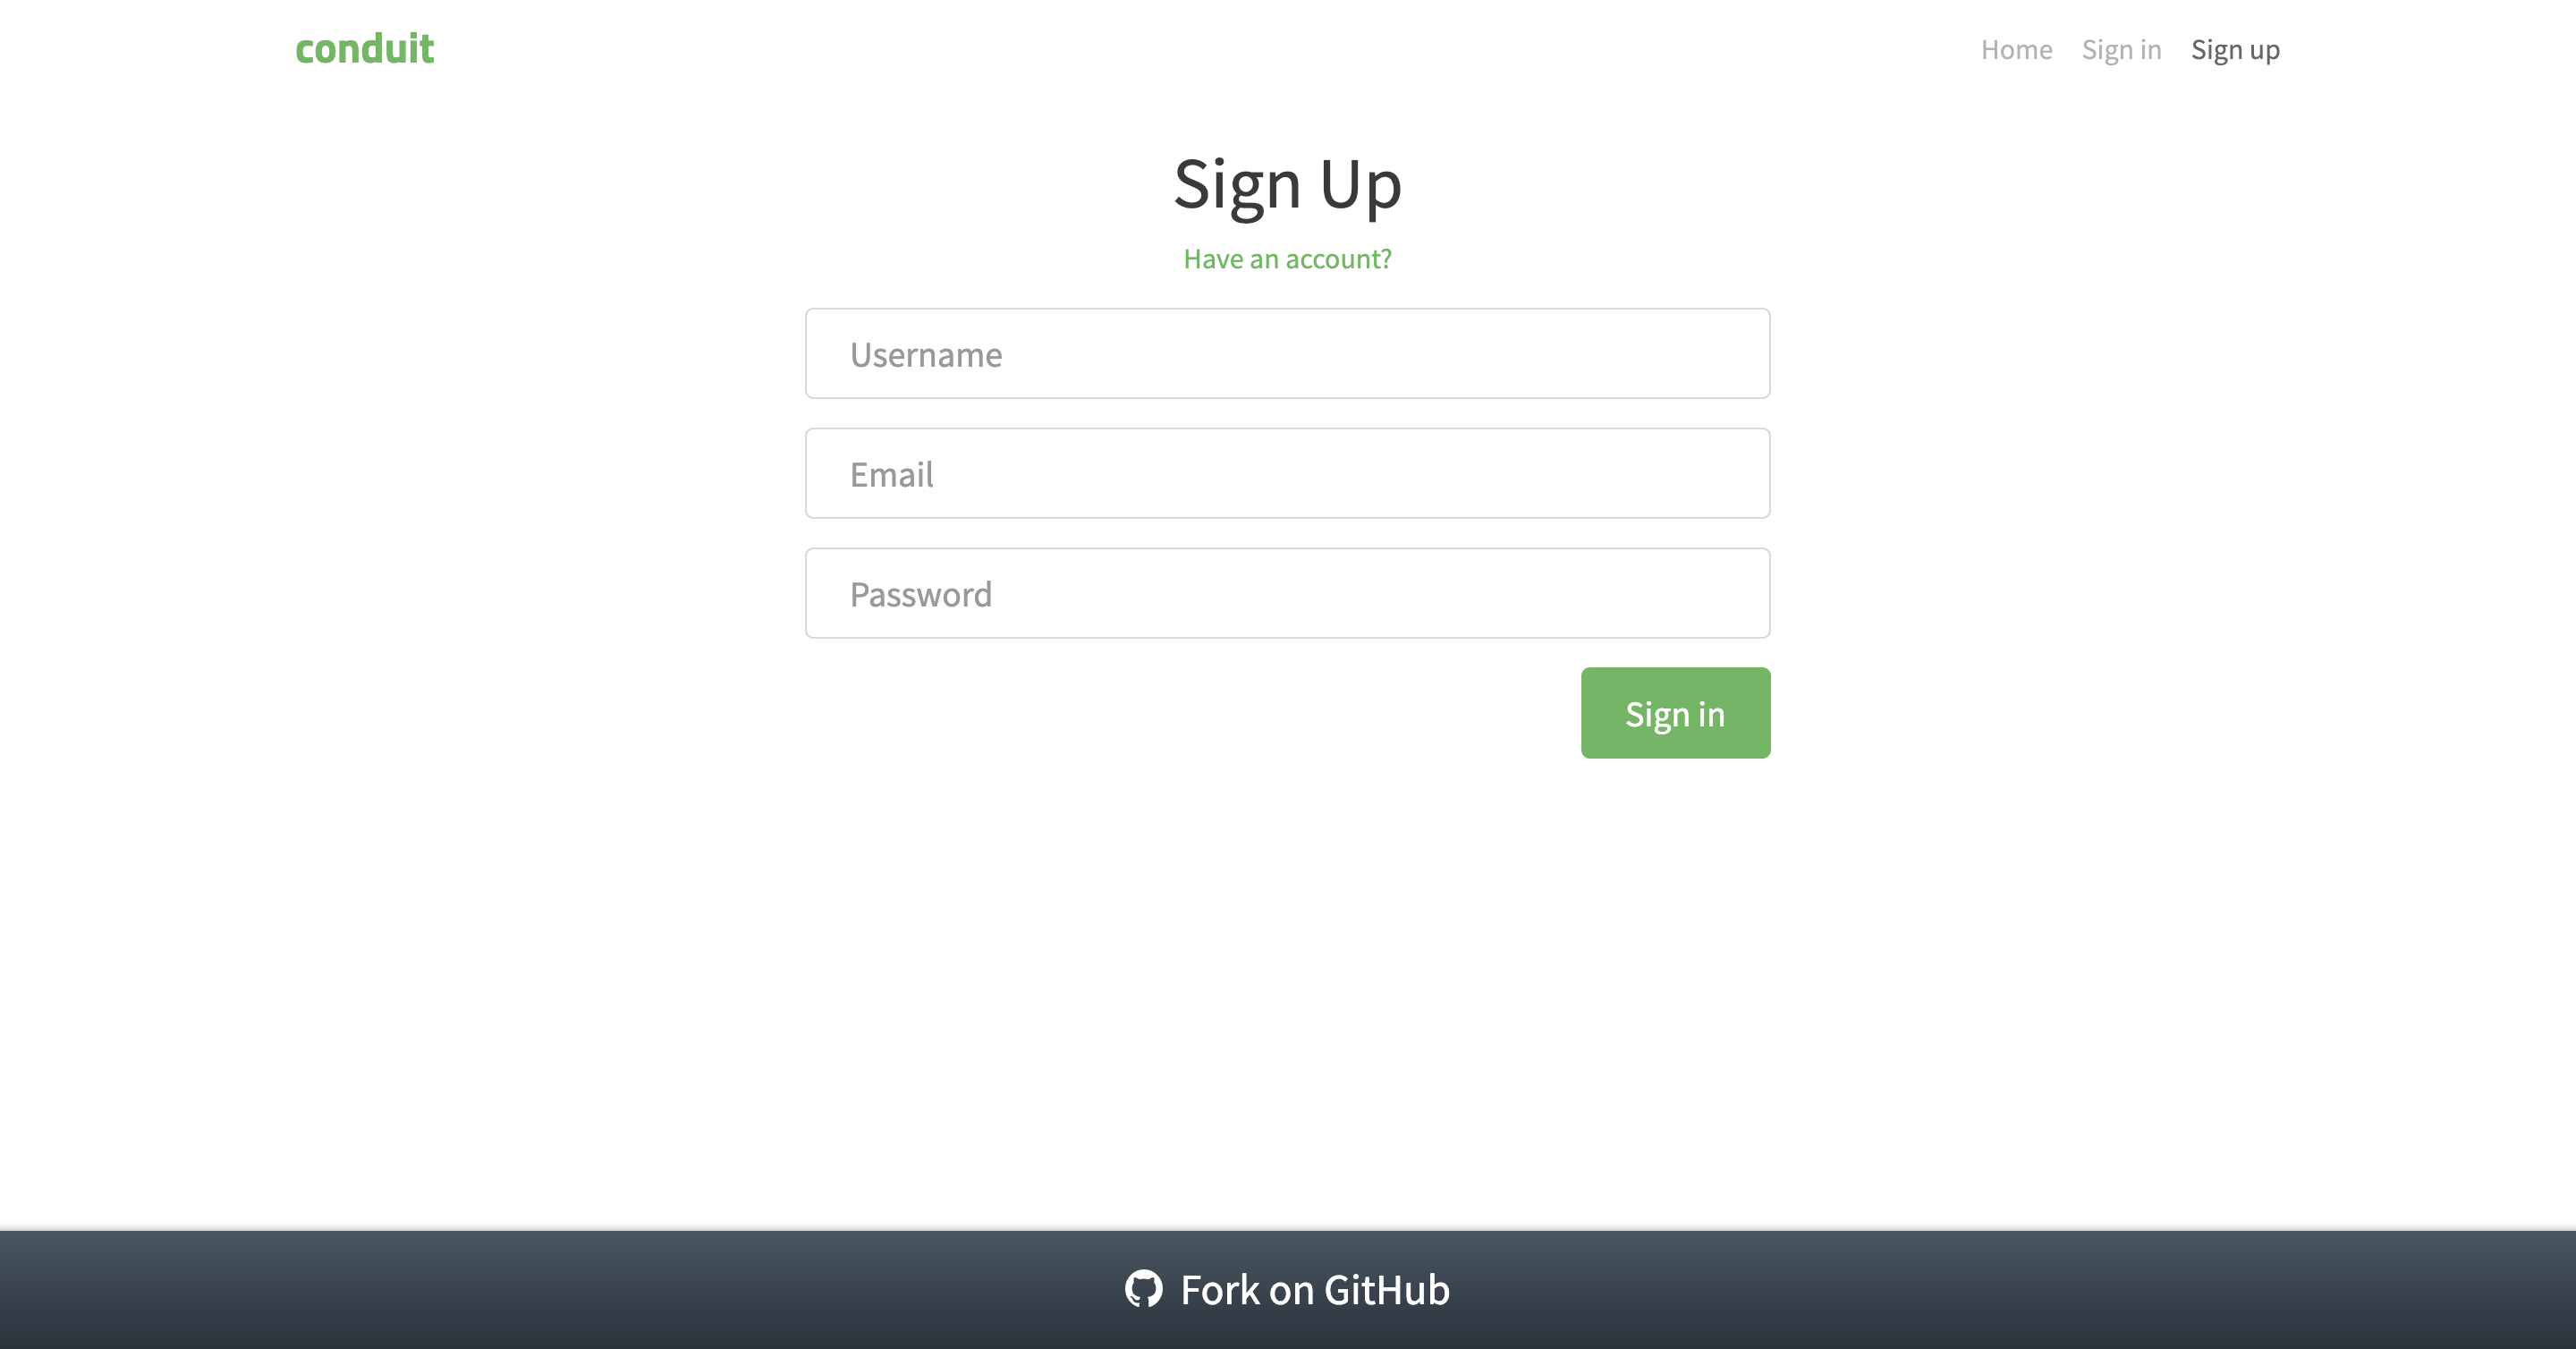 conduit
Home Sign in Sign up
Sign Up
Have an account?
Username
Email
Password
Sign in
Fork on GitHub